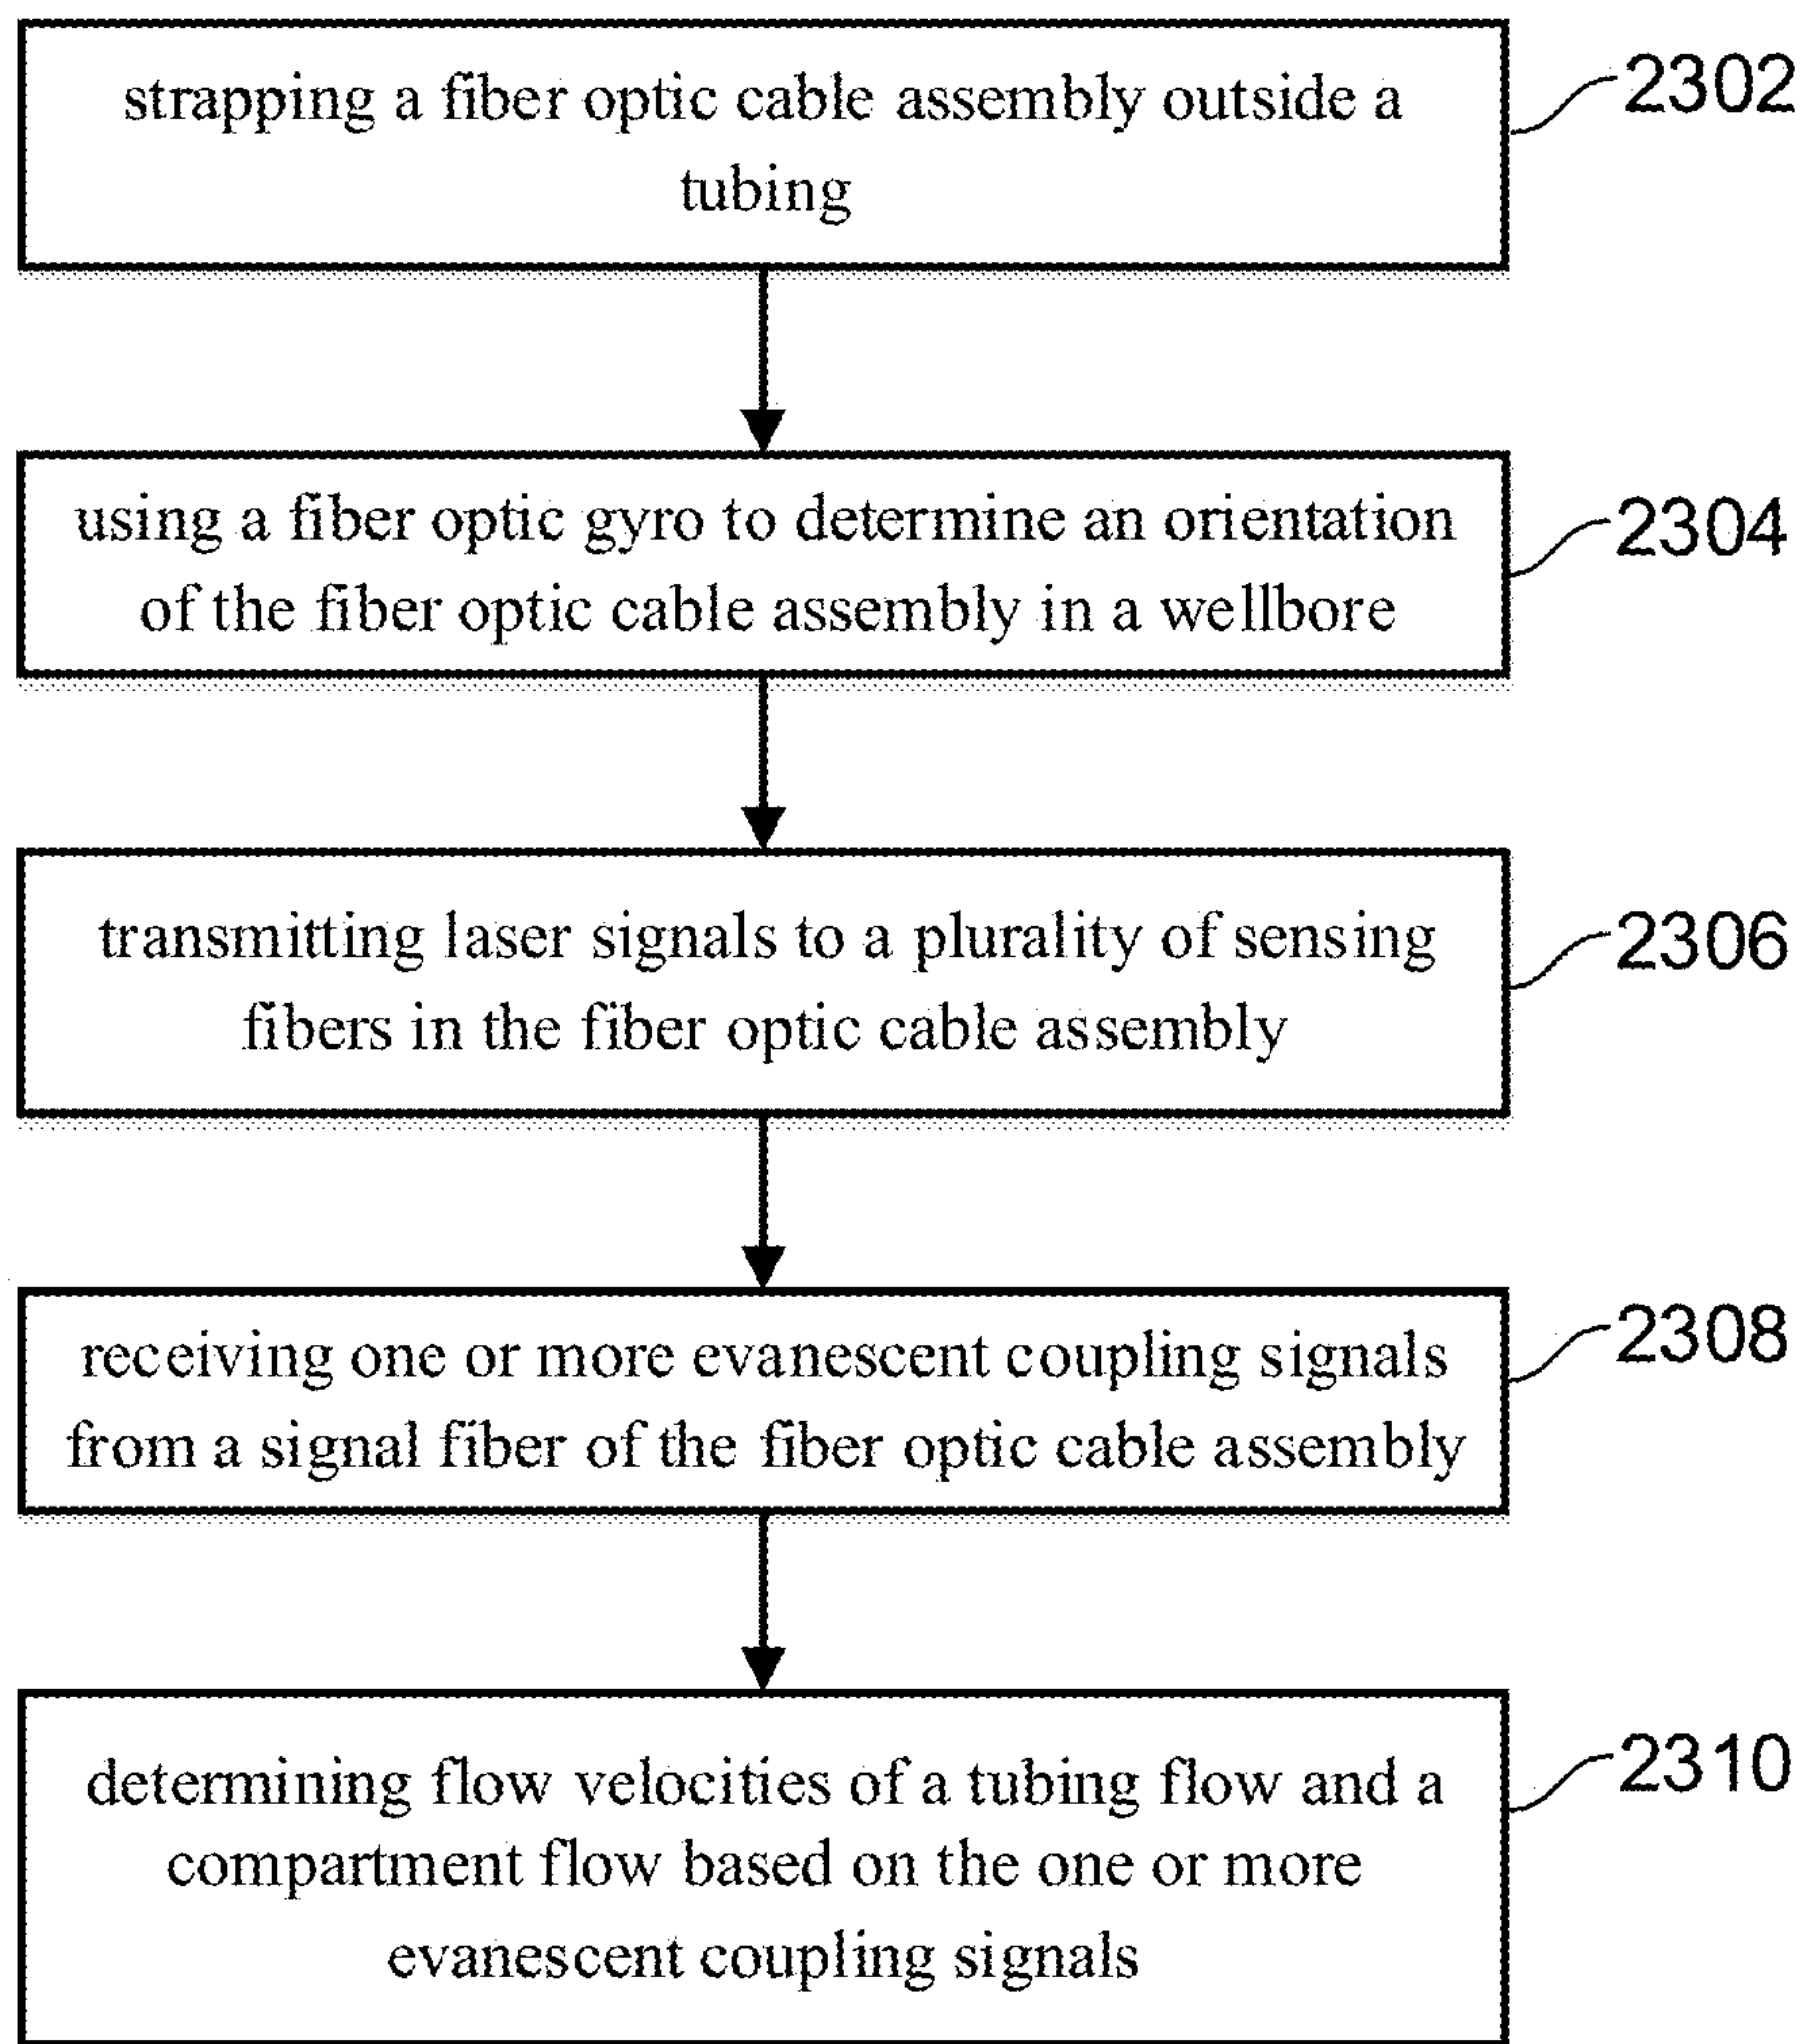 strapping a fiber optic cable assembly outside a
tubing
2302
using a fiber optic gyro to determine an orientation
of the fiber optic cable assembly in a wellbore
2304
transmitting laser signals to a plurality of sensing
fibers in the fiber optic cable assembly
2306
receiving one or more evanescent coupling signals
from a signal fiber of the fiber optic cable assembly
2308
determining flow velocities of a tubing flow and a
compartment flow based on the one or more
evanescent coupling signals
2310